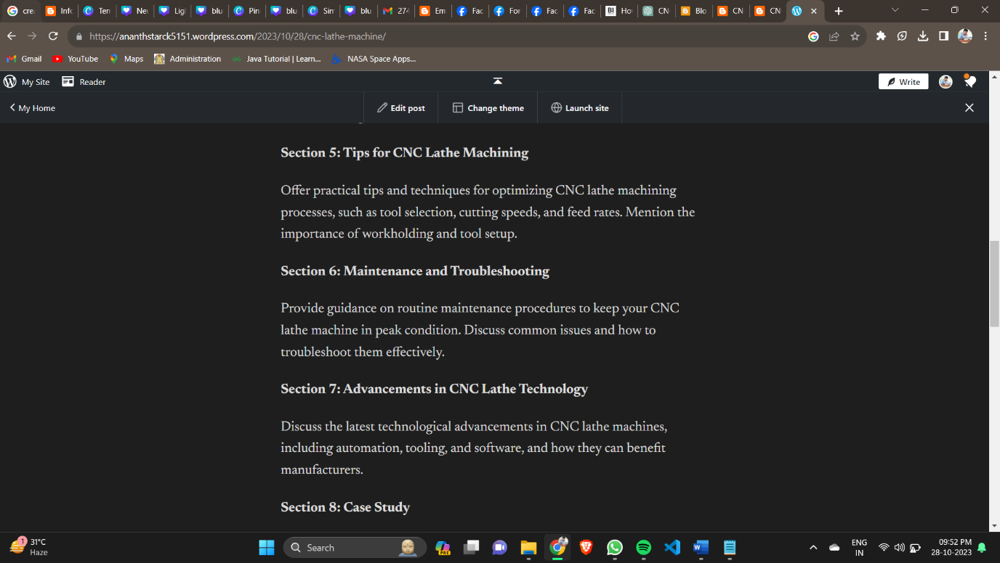 crea
Info
Ten
Neu
Ligh
blu
Pin
blu
Sin
blu
274
Em
Fac
For
Fac
Fac
BI Hov
CN
Blo
CN
CN
https://ananthstarck5151.wordpress.com/2023/10/28/cnc-lathe-machine/
Gmail YouTube Maps Administration Java Tutorial | Learn... NASA Space Apps...
My Site Reader Write
My Home Edit post Change theme Launch site
Section 5: Tips for CNC Lathe Machining
Offer practical tips and techniques for optimizing CNC lathe machining
processes, such as tool selection, cutting speeds, and feed rates. Mention the
importance of workholding and tool setup.
Section 6: Maintenance and Troubleshooting
Provide guidance on routine maintenance procedures to keep your CNC
lathe machine in peak condition. Discuss common issues and how to
troubleshoot them effectively.
Section 7: Advancements in CNC Lathe Technology
Discuss the latest technological advancements in CNC lathe machines,
including automation, tooling, and software, and how they can benefit
manufacturers.
Section 8: Case Study
1
31°C
Haze
Search
PRE
ENG
IN
09:52 PM
28-10-2023